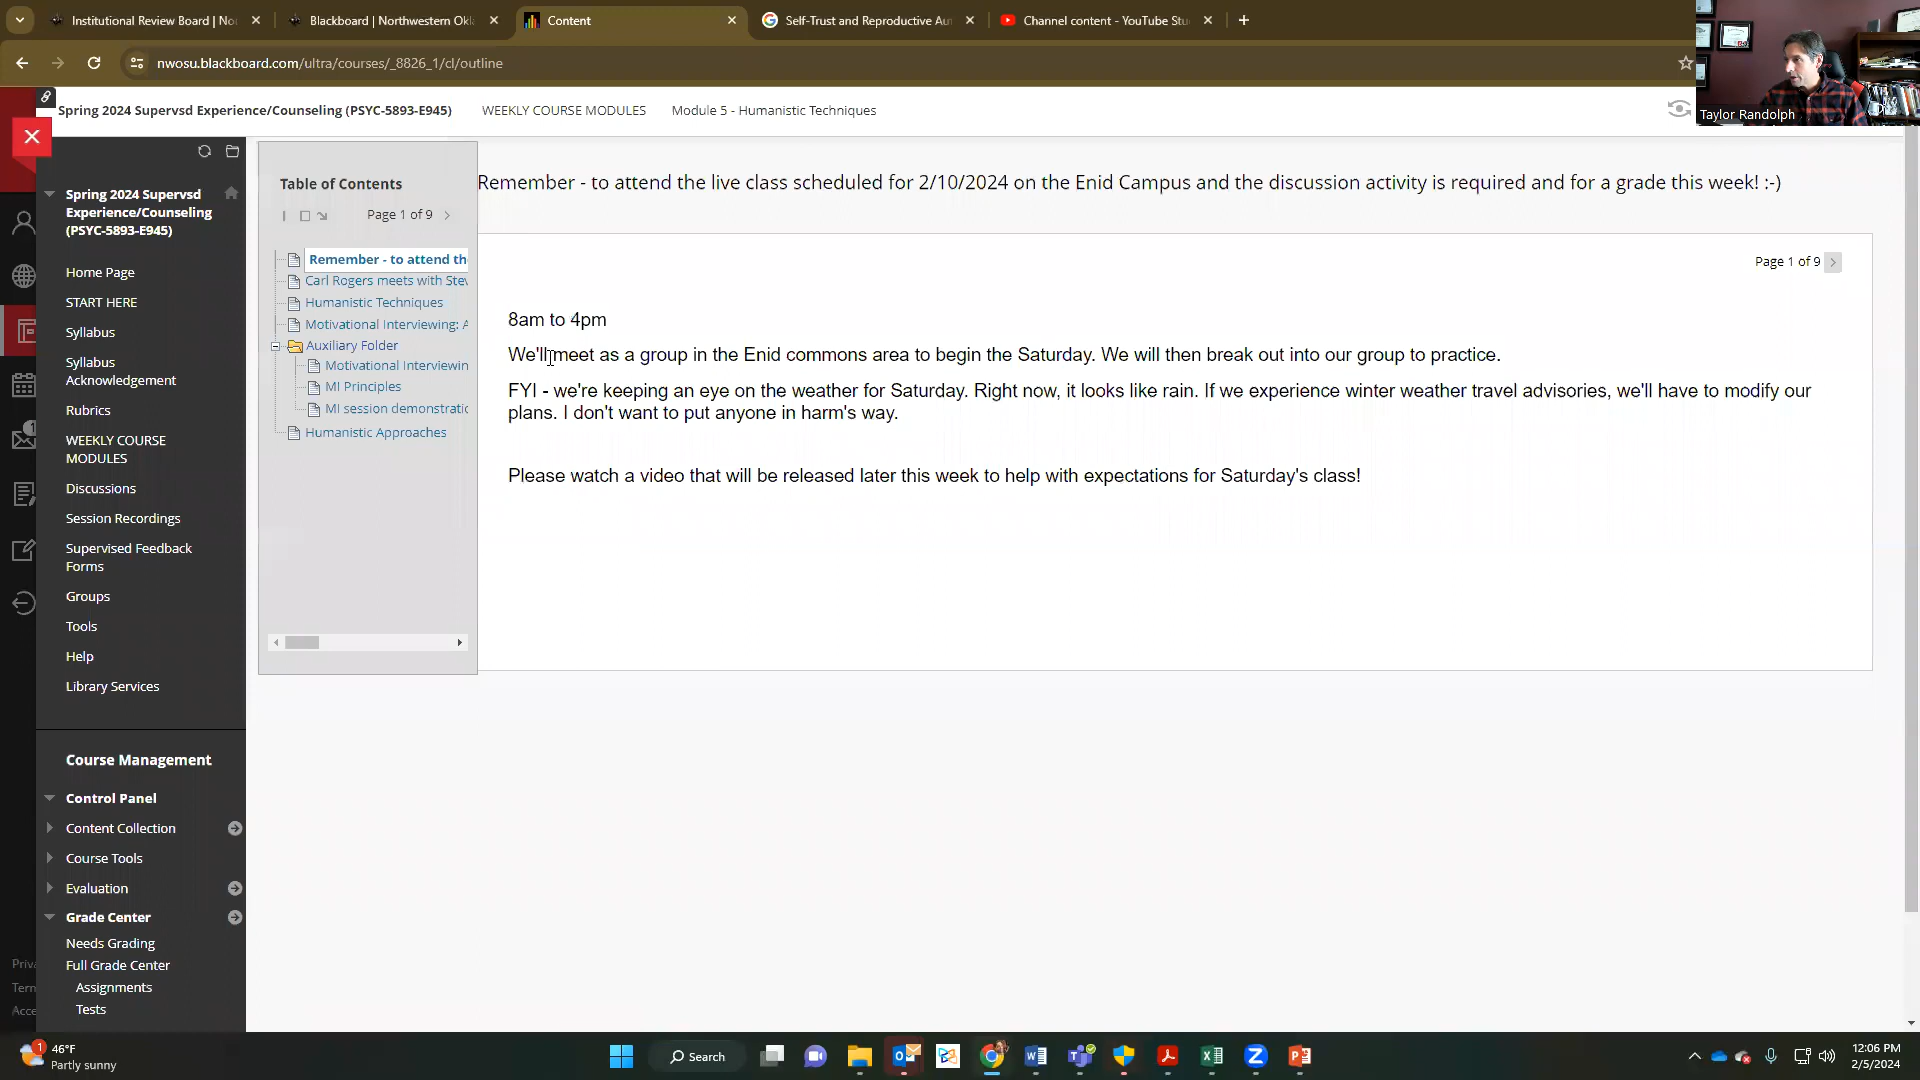 Institutional Review Board | No
Blackboard | Northwestern Okl
Content
Self-Trust and Reproductive Au
Channel content - YouTube Stu
nwosu.blackboard.com/ultra/courses/_8826_1/cl/outline
Spring 2024 Supervsd Experience/Counseling (PSYC-5893-E945)
WEEKLY COURSE MODULES
Module 5 - Humanistic Techniques
Taylor Randolph
Spring 2024 Supervsd
Experience/Counseling
(PSYC-5893-E945)
Home Page
START HERE
Syllabus
Syllabus
Acknowledgement
Rubrics
WEEKLY COURSE
MODULES
Discussions
Session Recordings
Supervised Feedback
Forms
Groups
Tools
Help
Library Services
Course Management
Control Panel
Content Collection
Course Tools
Evaluation
Grade Center
Needs Grading
Full Grade Center
Assignments
Tests
1
Priva
Term
Acce
Table of Contents
Page 1 of 9
Remember - to attend th
Carl Rogers meets with Stev
Humanistic Techniques
Motivational Interviewing: A
Auxiliary Folder
Motivational Interviewin
MI Principles
MI session demonstratio
Humanistic Approaches
Remember - to attend the live class scheduled for 2/10/2024 on the Enid Campus and the discussion activity is required and for a grade this week! :-)
Page 1 of 9
8am to 4pm
We'll meet as a group in the Enid commons area to begin the Saturday. We will then break out into our group to practice.
FYI - we're keeping an eye on the weather for Saturday. Right now, it looks like rain. If we experience winter weather travel advisories, we'll have to modify our
plans. I don't want to put anyone in harm's way.
Please watch a video that will be released later this week to help with expectations for Saturday's class!
1
46°F
Partly sunny
Search
12:06 PM
2/5/2024